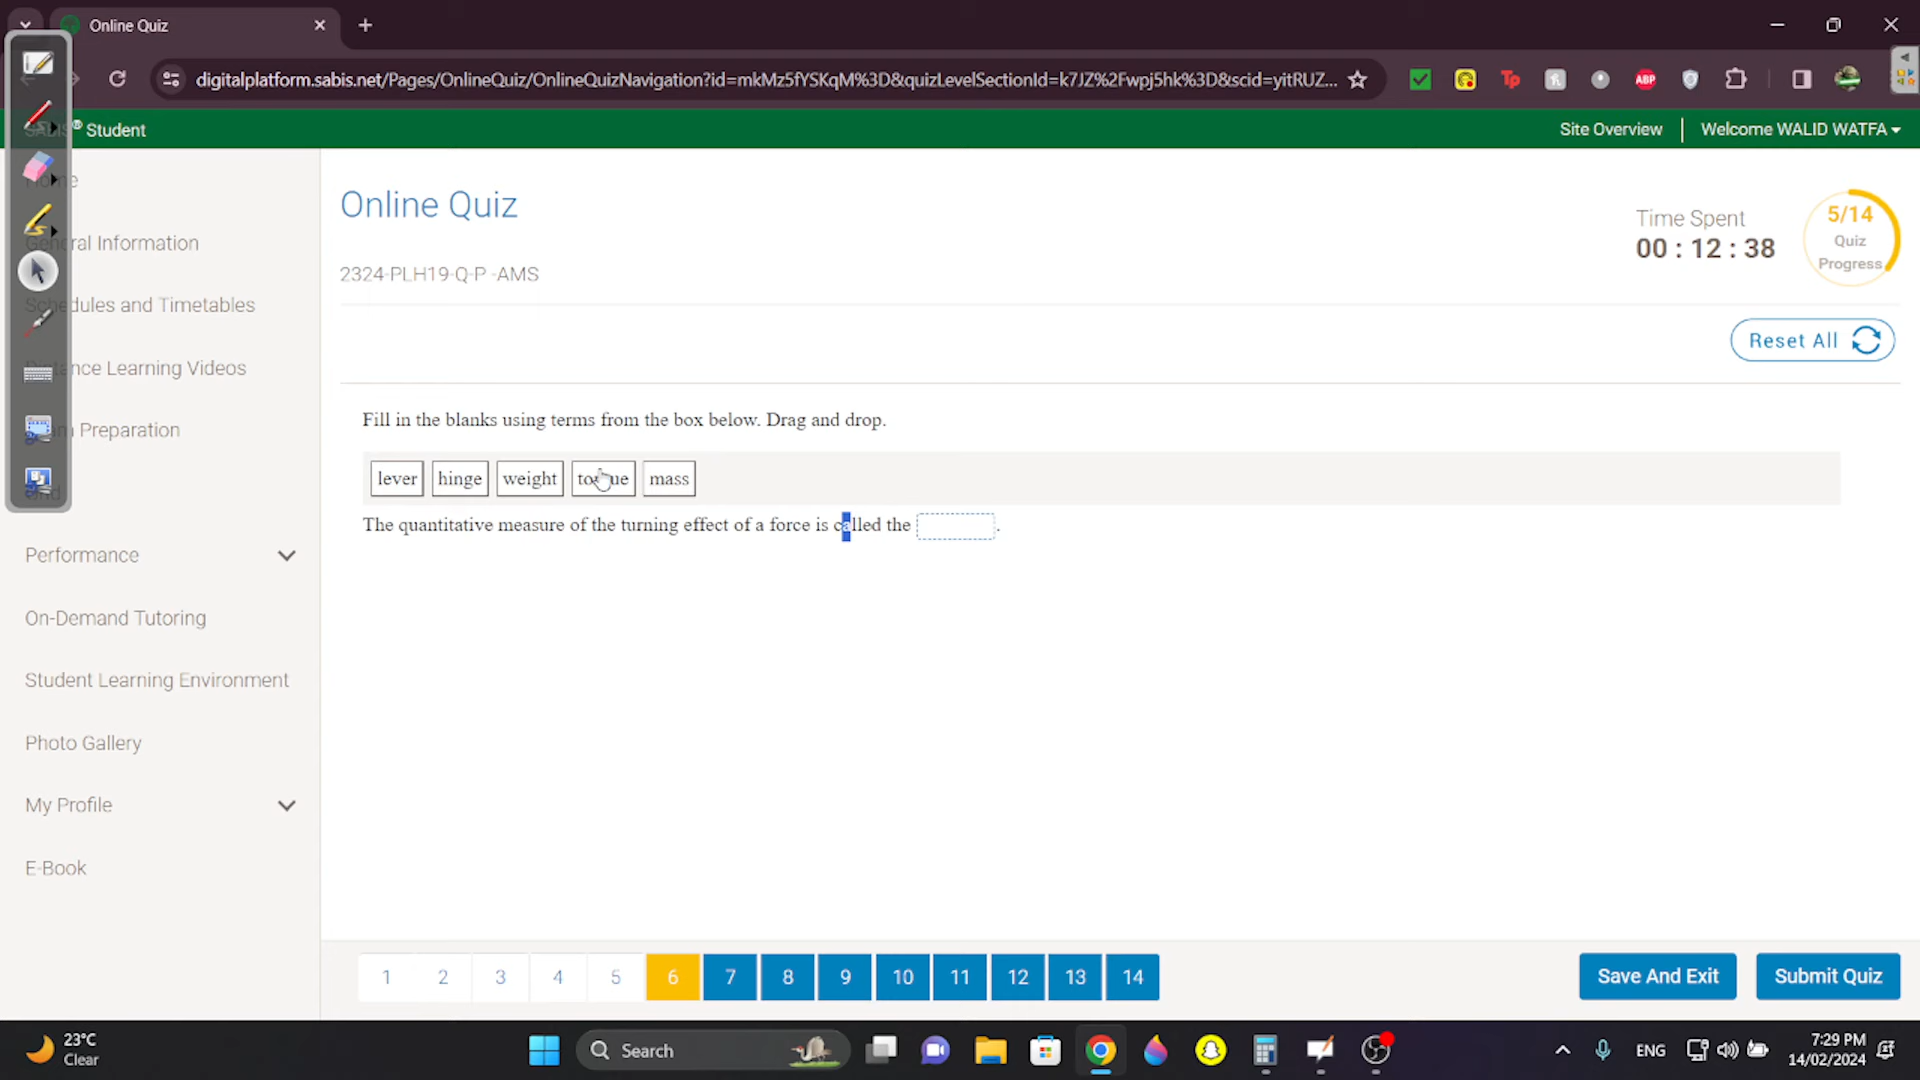 Online Quiz
digitalplatform.sabis.net/Pages/OnlineQuiz/OnlineQuizNavigation?id=mkMz5fYSKqM%3D&quizLevelSectionId=k7JZ%2Fwpj5hk%3D&scid=yitRUZ...
Tp
ABP
® Student
Site Overview
Welcome WALID WATFA
Online Quiz
2324-PLH19-Q-P -AMS
Time Spent
00 : 12 : 38
5/14
Quiz
Progress
General Information
Schedules and Timetables
Distance Learning Videos
Preparation
Performance
On-Demand Tutoring
Student Learning Environment
Photo Gallery
My Profile
E-Book
Reset All
Fill in the blanks using terms from the box below. Drag and drop.
lever hinge weight torque mass
The quantitative measure of the turning effect of a force is called the .
1 2 3 4 5 6 7 8 9 10 11 12 13 14
Save And Exit
Submit Quiz
23°C
Clear
Search
ENG
7:29 PM
14/02/2024